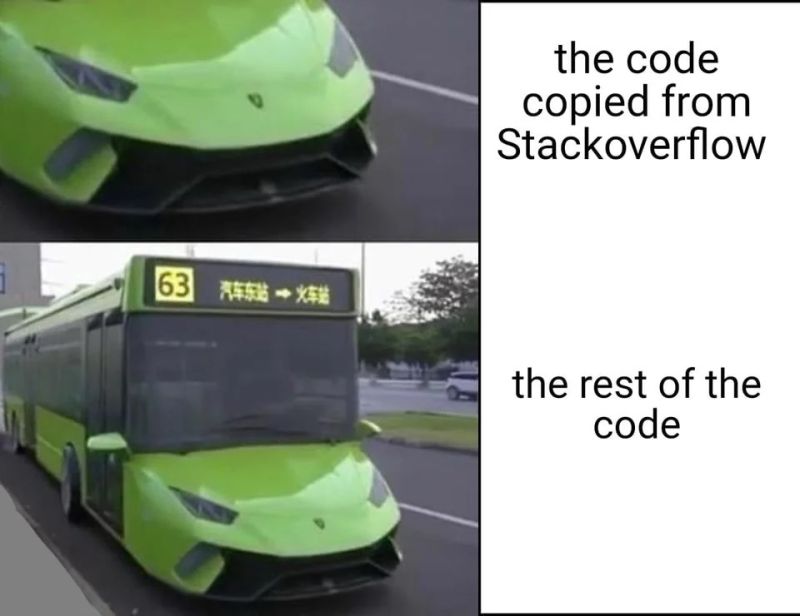 the code
copied from
Stackoverflow
63 汽车东站 → 火车站
the rest of the
code